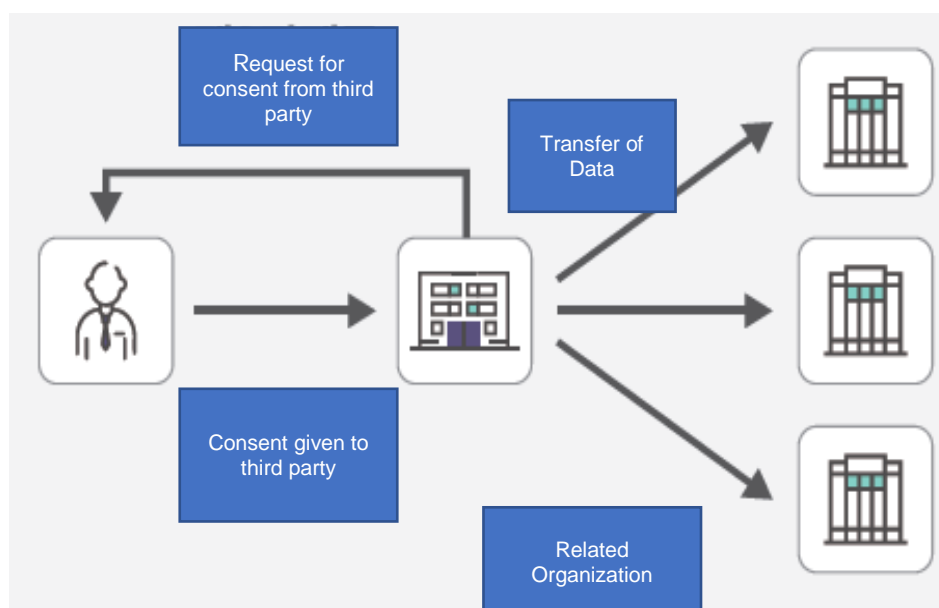 Request for
consent from third
party
Transfer of
Data
Consent given to
third party
Related
Organization